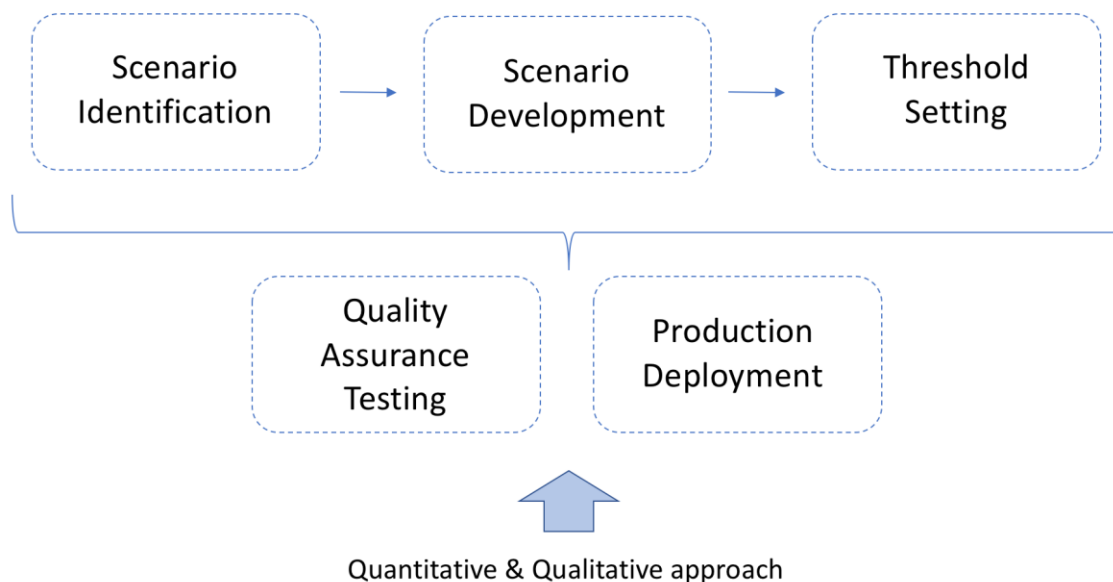 Scenario
Identification
Scenario
Development
Threshold
Setting
Quality
Assurance
Testing
Production
Deployment
Quantitative & Qualitative approach